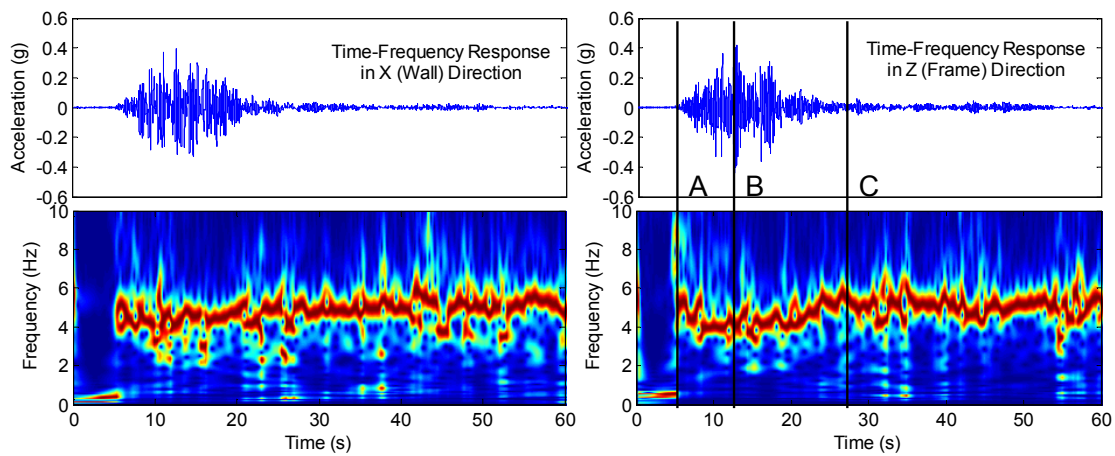 0.6
0.4
0.2
0
-0.2
-0.4
-0.6
Acceleration (g)
Time-Frequency Response
in X (Wall) Direction
10
8
6
4
2
0
Frequency (Hz)
0 10 20 30 40 50 60
Time (s)
0.6
0.4
0.2
0
-0.2
-0.4
-0.6
Acceleration (g)
Time-Frequency Response
in Z (Frame) Direction
A B C
10
8
6
4
2
0
Frequency (Hz)
0 10 20 30 40 50 60
Time (s)